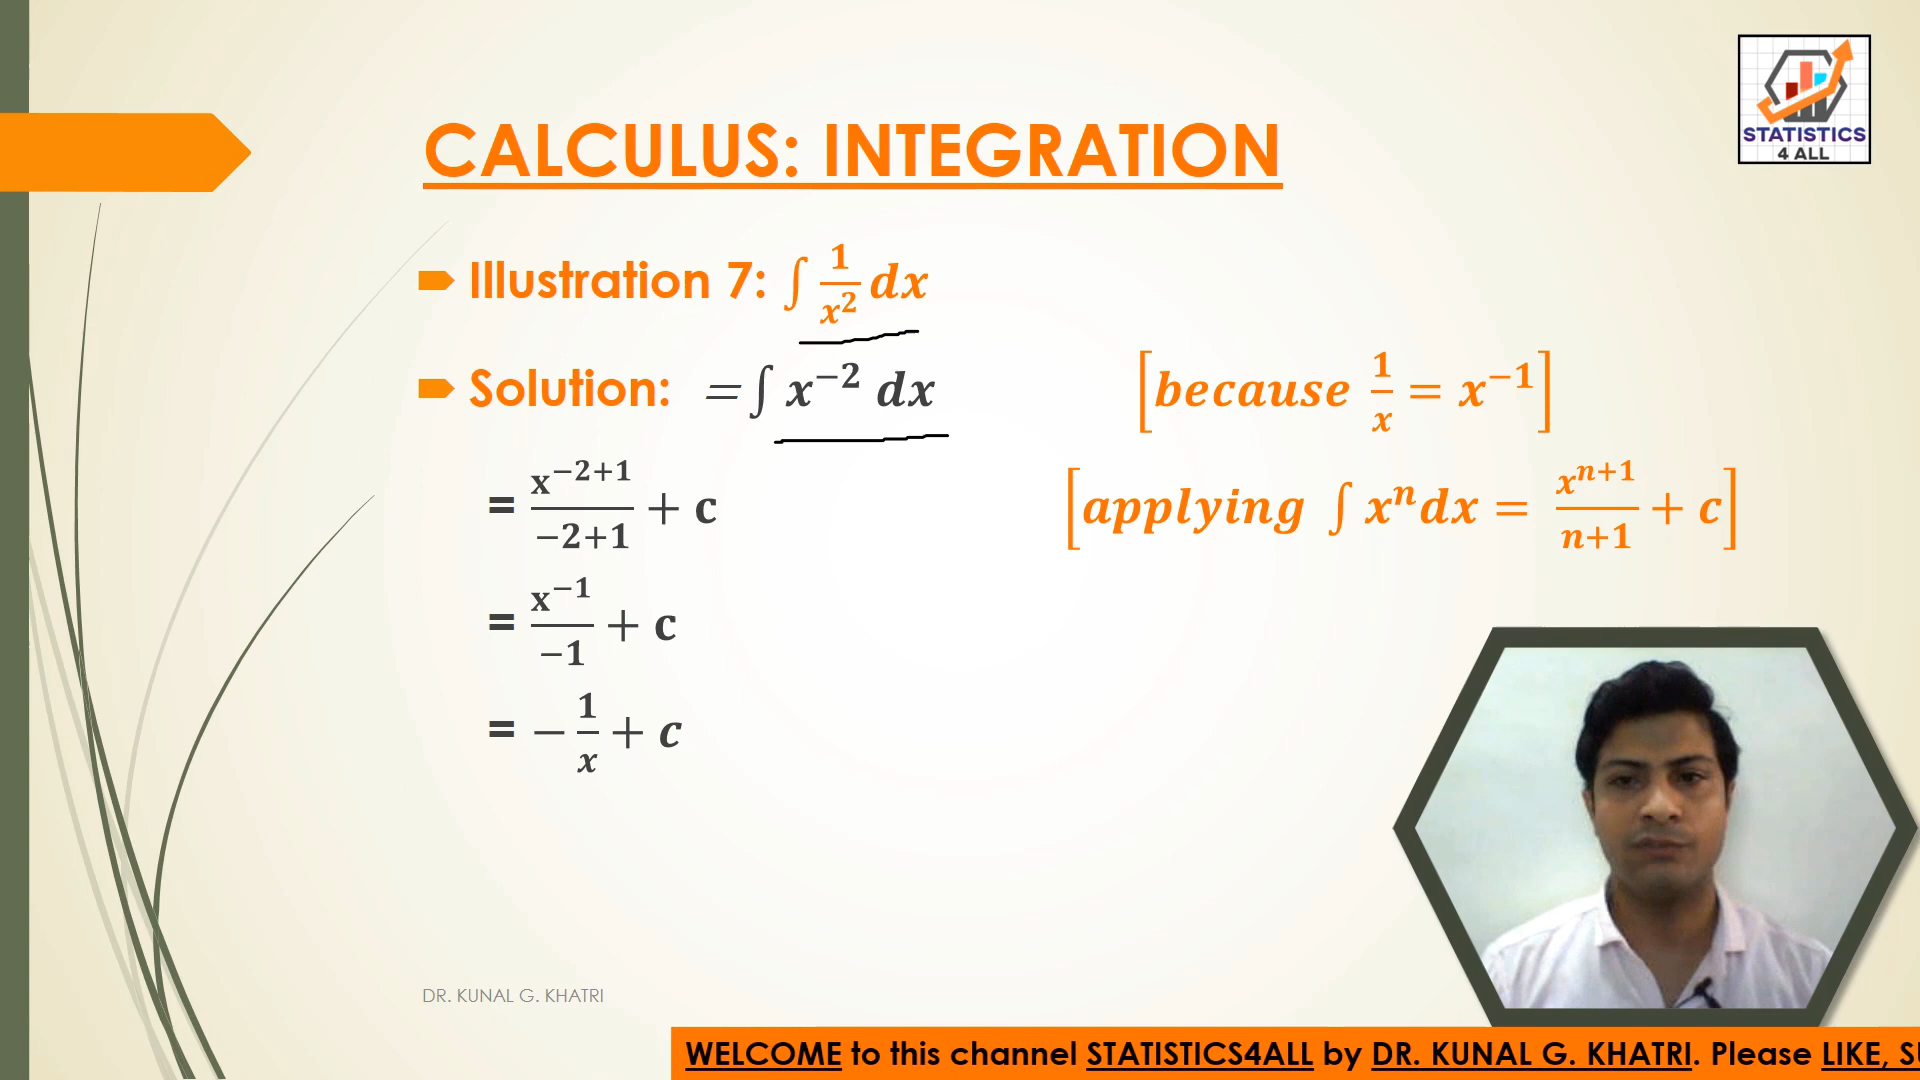 STATISTICS
4 ALL
CALCULUS: INTEGRATION
Illustration 7: ∫ 1/x² dx
Solution: =∫ x⁻² dx [because 1/x = x⁻¹]
= x⁻²⁺¹/−2+1 + c [applying ∫ xⁿdx = xⁿ⁺¹/n+1 + c]
= x⁻¹/−1 + c
= − 1/x + c
DR. KUNAL G. KHATRI
WELCOME to this channel STATISTICS4ALL by DR. KUNAL G. KHATRI. Please LIKE,